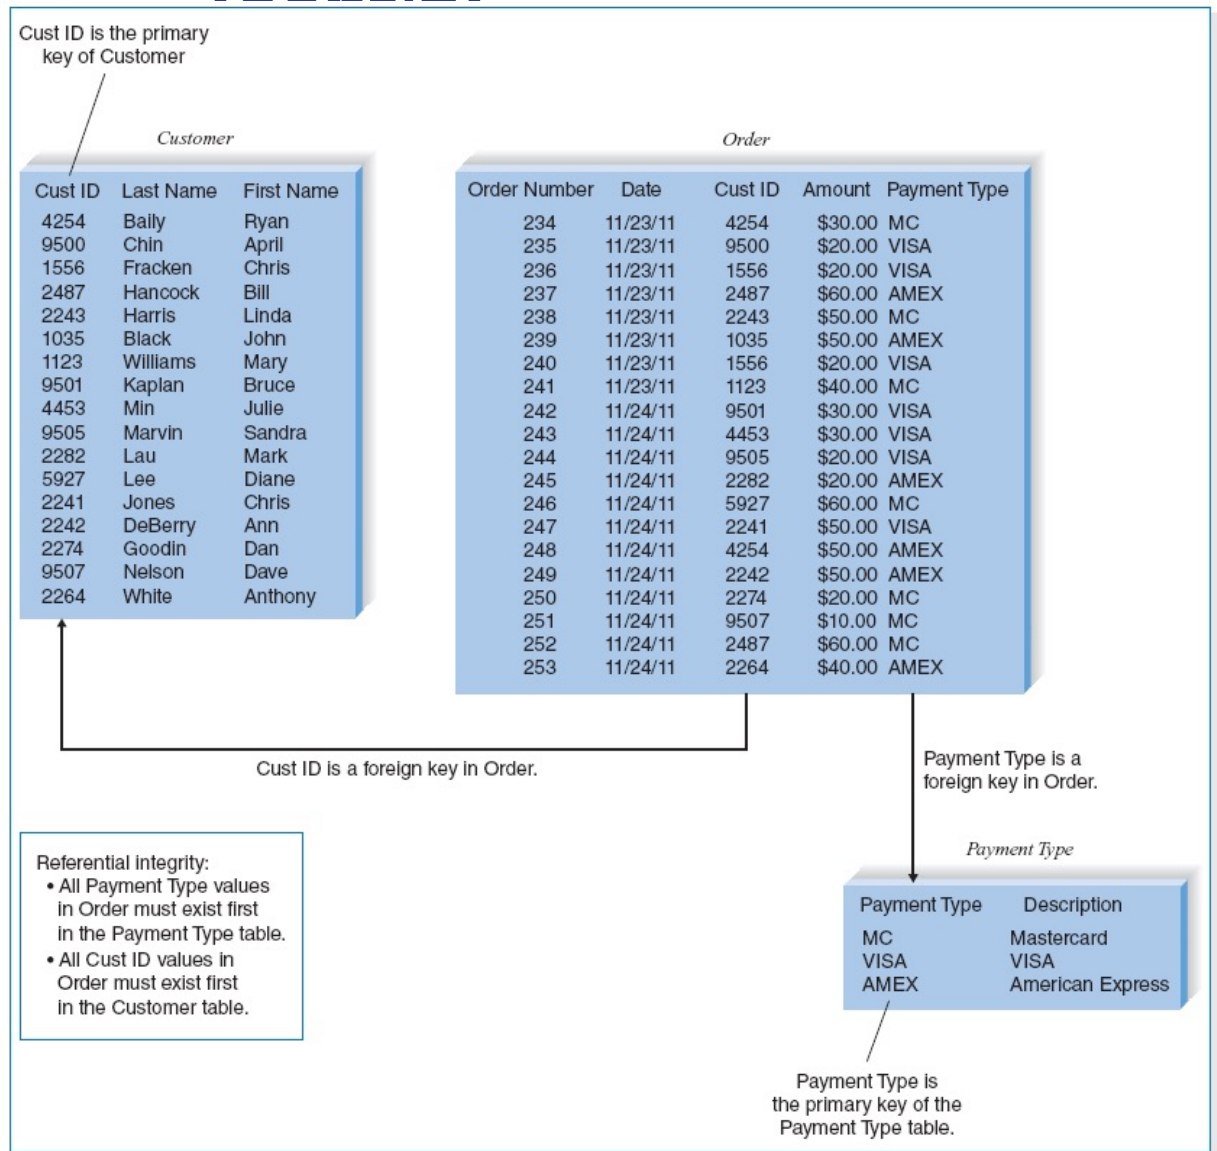 Cust ID is the primary
key of Customer
Customer
Cust ID Last Name First Name
4254 Baily Ryan
9500 Chin April
1556 Fracken Chris
2487 Hancock Bill
2243 Harris Linda
1035 Black John
1123 Williams Mary
9501 Kaplan Bruce
4453 Min Julie
9505 Marvin Sandra
2282 Lau Mark
5927 Lee Diane
2241 Jones Chris
2242 DeBerry Ann
2274 Goodin Dan
9507 Nelson Dave
2264 White Anthony
Order
Order Number Date Cust ID Amount Payment Type
234 11/23/11 4254 $30.00 MC
235 11/23/11 9500 $20.00 VISA
236 11/23/11 1556 $20.00 VISA
237 11/23/11 2487 $60.00 AMEX
238 11/23/11 2243 $50.00 MC
239 11/23/11 1035 $50.00 AMEX
240 11/23/11 1556 $20.00 VISA
241 11/23/11 1123 $40.00 MC
242 11/24/11 9501 $30.00 VISA
243 11/24/11 4453 $30.00 VISA
244 11/24/11 9505 $20.00 VISA
245 11/24/11 2282 $20.00 AMEX
246 11/24/11 5927 $60.00 MC
247 11/24/11 2241 $50.00 VISA
248 11/24/11 4254 $50.00 AMEX
249 11/24/11 2242 $50.00 AMEX
250 11/24/11 2274 $20.00 MC
251 11/24/11 9507 $10.00 MC
252 11/24/11 2487 $60.00 MC
253 11/24/11 2264 $40.00 AMEX
Cust ID is a foreign key in Order.
Payment Type is a
foreign key in Order.
Referential integrity:
• All Payment Type values
in Order must exist first
in the Payment Type table.
• All Cust ID values in
Order must exist first
in the Customer table.
Payment Type
Payment Type Description
MC Mastercard
VISA VISA
AMEX American Express
Payment Type is
the primary key of the
Payment Type table.